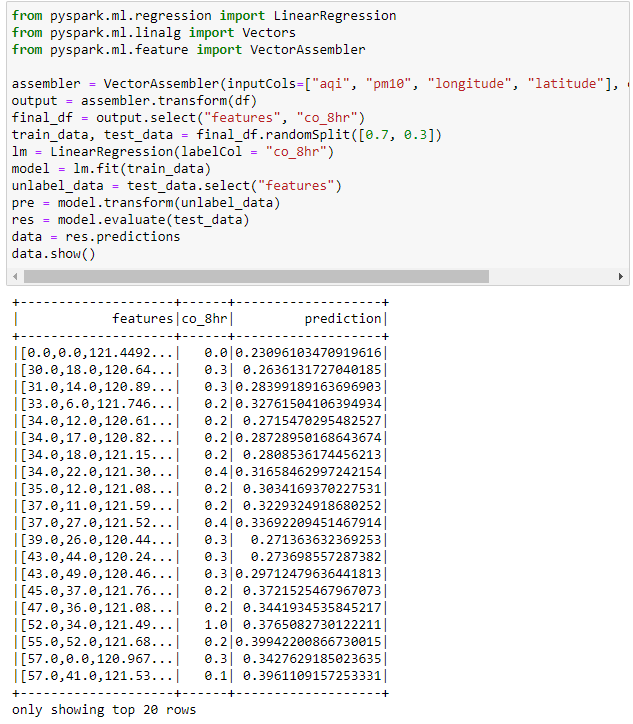 from pyspark.ml.regression import LinearRegression
from pyspark.ml.linalg import Vectors
from pyspark.ml.feature import VectorAssembler
assembler = VectorAssembler(inputCols=["aqi", "pm10", "longitude", "latitude"],
output = assembler.transform(df)
final_df = output.select("features", "co_8hr")
train_data, test_data = final_df.randomSplit([0.7, 0.3])
lm = LinearRegression(labelCol = "co_8hr")
model = lm.fit(train_data)
unlabel_data = test_data.select("features")
pre = model.transform(unlabel_data)
res = model.evaluate(test_data)
data = res.predictions
data.show()
+--------------------+------+-------------------+
|            features|co_8hr|         prediction|
+--------------------+------+-------------------+
|[0.0,0.0,121.4492...|   0.0|0.23096103470919616|
|[30.0,18.0,120.64...|   0.3| 0.2636131727040185|
|[31.0,14.0,120.89...|   0.3|0.28399189163696903|
|[33.0,6.0,121.746...|   0.2|0.32761504106394934|
|[34.0,12.0,120.61...|   0.2| 0.2715470295482527|
|[34.0,17.0,120.82...|   0.2|0.28728950168643674|
|[34.0,18.0,121.15...|   0.2| 0.2808536174456213|
|[34.0,22.0,121.30...|   0.4|0.31658462997242154|
|[35.0,12.0,121.08...|   0.2| 0.3034169370227531|
|[37.0,11.0,121.59...|   0.2| 0.3229324918680252|
|[37.0,27.0,121.52...|   0.4|0.33692209451467914|
|[39.0,26.0,120.44...|   0.3|  0.271363632369253|
|[43.0,44.0,120.24...|   0.3|  0.273698557287382|
|[43.0,49.0,120.46...|   0.3|0.29712479636441813|
|[45.0,37.0,121.76...|   0.2| 0.3721525467967073|
|[47.0,36.0,121.08...|   0.2| 0.3441934535845217|
|[52.0,34.0,121.49...|   1.0| 0.3765082730122211|
|[55.0,52.0,121.68...|   0.2|0.39942200866730015|
|[57.0,0.0,120.967...|   0.3| 0.3427629185023635|
|[57.0,41.0,121.53...|   0.1| 0.3961109157253331|
+--------------------+------+-------------------+
only showing top 20 rows